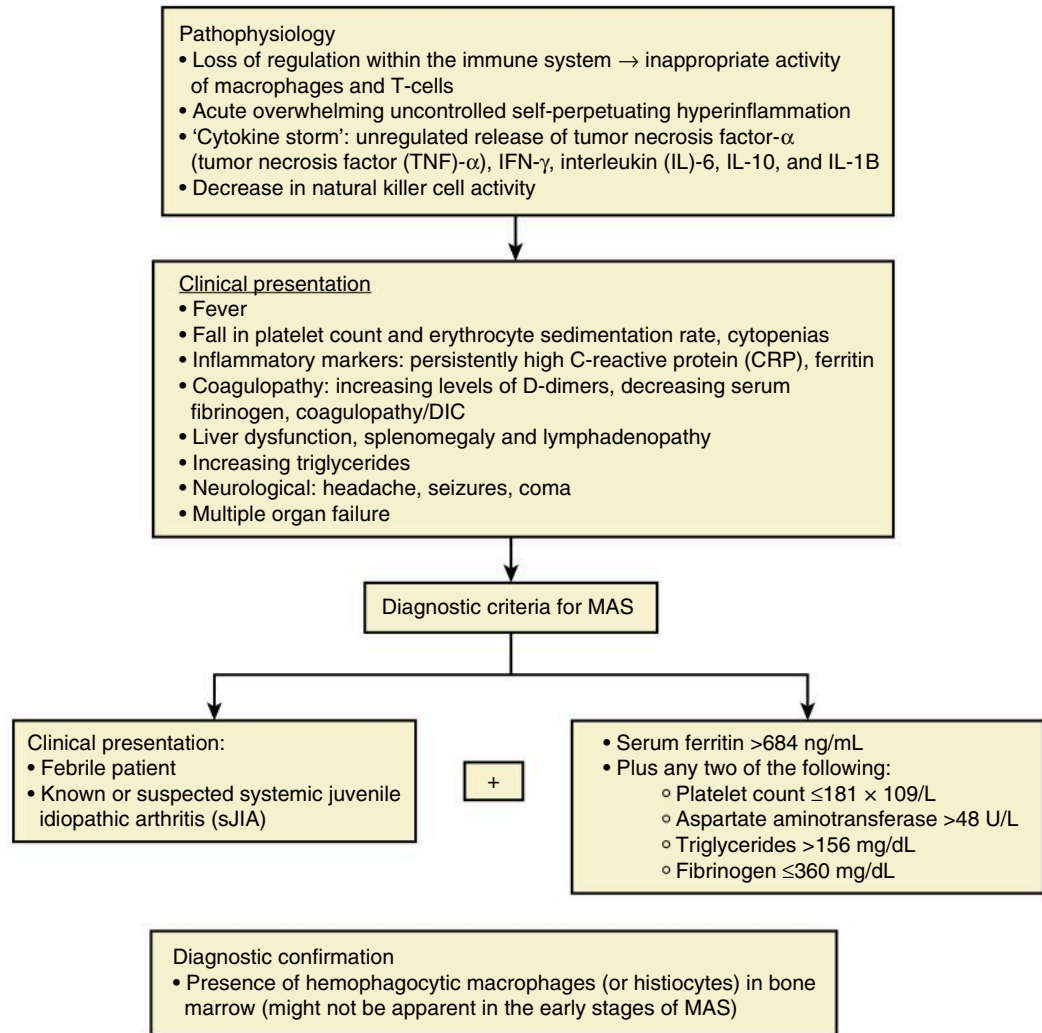 Pathophysiology
• Loss of regulation within the immune system → inappropriate activity
of macrophages and T-cells
• Acute overwhelming uncontrolled self-perpetuating hyperinflammation
• ‘Cytokine storm’: unregulated release of tumor necrosis factor-α
(tumor necrosis factor (TNF)-α), IFN-γ, interleukin (IL)-6, IL-10, and IL-1B
• Decrease in natural killer cell activity
Clinical presentation
• Fever
• Fall in platelet count and erythrocyte sedimentation rate, cytopenias
• Inflammatory markers: persistently high C-reactive protein (CRP), ferritin
• Coagulopathy: increasing levels of D-dimers, decreasing serum
fibrinogen, coagulopathy/DIC
• Liver dysfunction, splenomegaly and lymphadenopathy
• Increasing triglycerides
• Neurological: headache, seizures, coma
• Multiple organ failure
Diagnostic criteria for MAS
Clinical presentation:
• Febrile patient
• Known or suspected systemic juvenile
idiopathic arthritis (sJIA)
+
• Serum ferritin >684 ng/mL
• Plus any two of the following:
○ Platelet count ≤181 × 109/L
○ Aspartate aminotransferase >48 U/L
○ Triglycerides >156 mg/dL
○ Fibrinogen ≤360 mg/dL
Diagnostic confirmation
• Presence of hemophagocytic macrophages (or histiocytes) in bone
marrow (might not be apparent in the early stages of MAS)